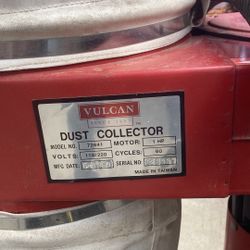 VULCAN
DUST COLLECTOR
MODEL NO. 72841 MOTOR: 1 HP
VOLTS: 110/220 CYCLES: 60
MFG DATE: SERIAL NO:
MADE IN TAIWAN